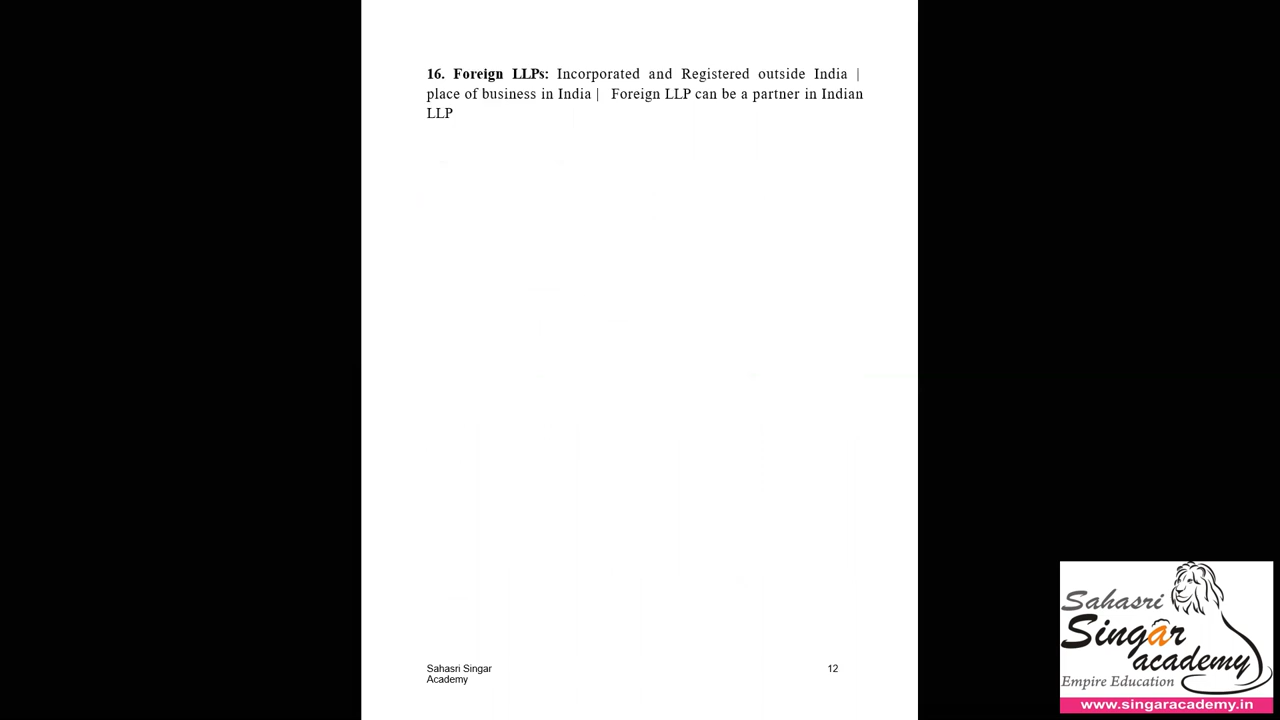 16. Foreign LLPs: Incorporated and Registered outside India |
place of business in India | Foreign LLP can be a partner in Indian
LLP
Sahasri Singar
Academy
12
Sahasri
Singar
academy
Empire Education
www.singaracademy.in